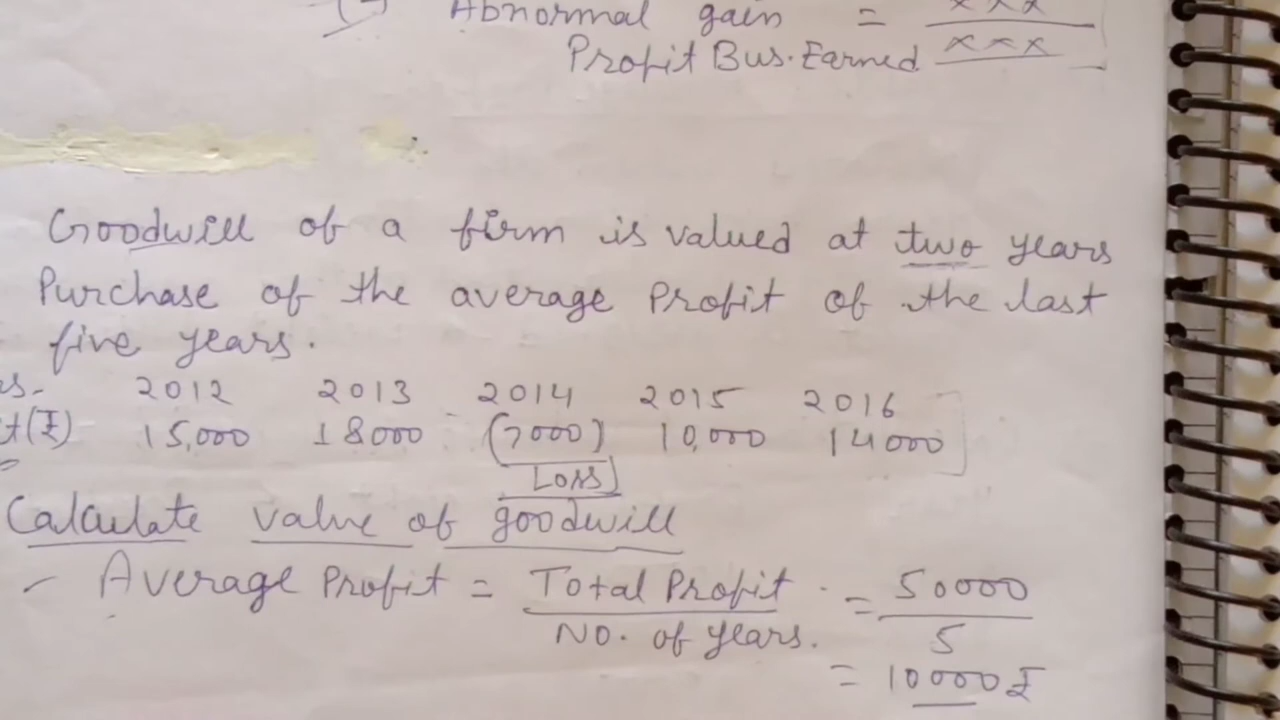 Abnormal gain = xxx
Profit Bus. Earned xxx
Goodwill of a firm is valued at two years
Purchase of the average Profit of the last
five years.
2012 2013 2014 2015 2016
(₹) 15,000 18000 (7000) 10,000 14000
Loss
Calculate value of goodwill
- Average Profit = Total Profit = 50000
No. of years. 5
= 10000 ₹